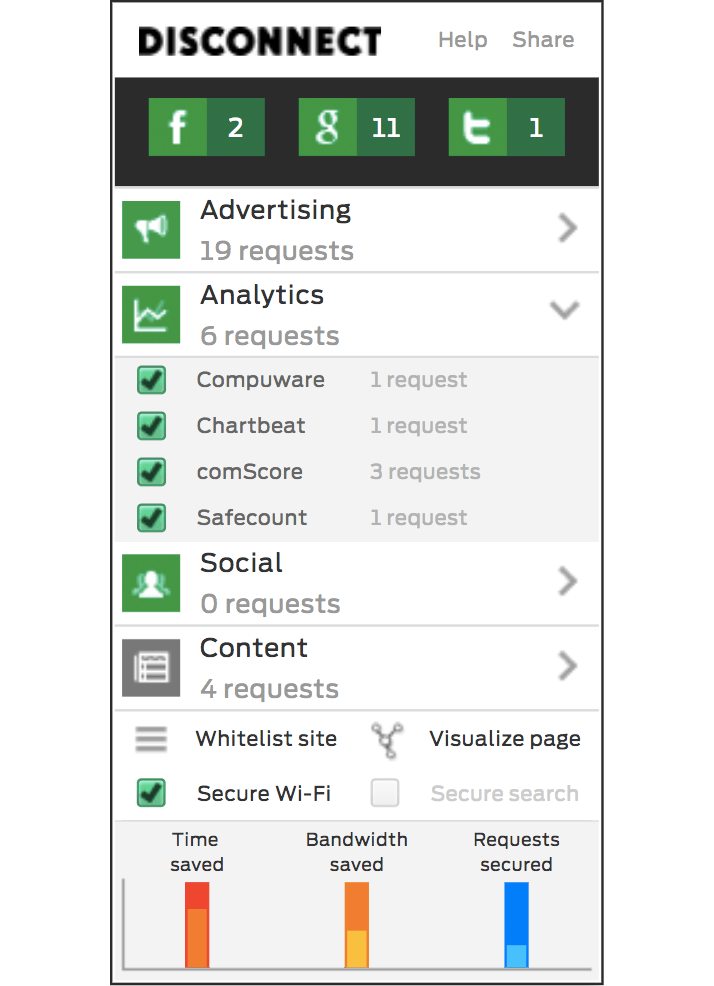 DISCONNECT Help Share
f 2 g 11 t 1
Advertising
19 requests
Analytics
6 requests
Compuware 1 request
Chartbeat 1 request
comScore 3 requests
Safecount 1 request
Social
0 requests
Content
4 requests
Whitelist site Visualize page
Secure Wi-Fi Secure search
Time Bandwidth Requests
saved saved secured